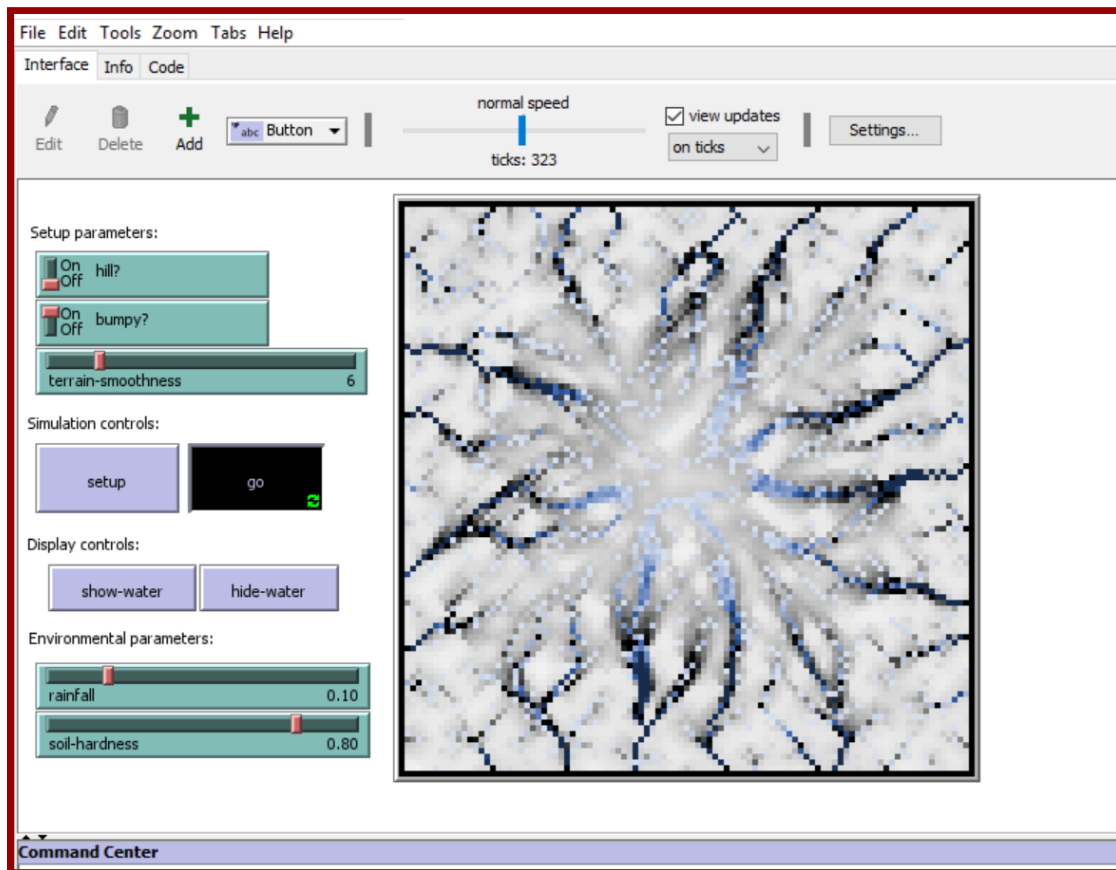 File Edit Tools Zoom Tabs Help
Interface Info Code
normal speed
view updates
Edit Delete Add abc Button on ticks Settings...
ticks: 323
Setup parameters:
On
Off hill?
On
Off bumpy?
terrain-smoothness 6
Simulation controls:
setup go
Display controls:
show-water hide-water
Environmental parameters:
rainfall 0.10
soil-hardness 0.80
Command Center